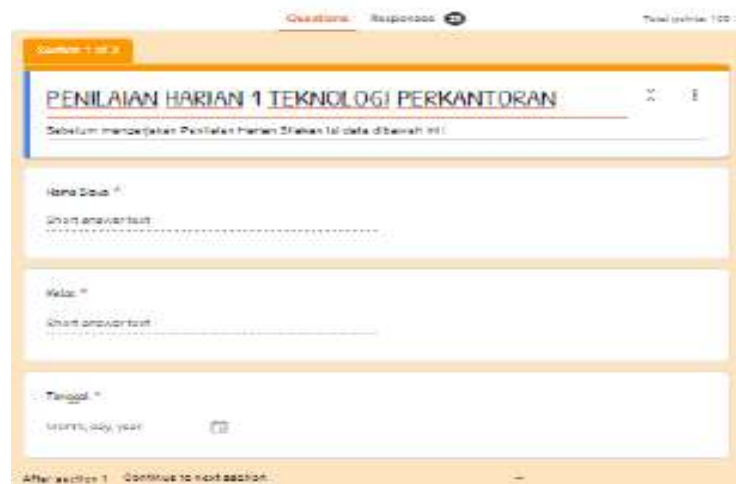 Questions Responses
Total points: 100
Section 1 of 3
PENILAIAN HARIAN 1 TEKNOLOGI PERKANTORAN
Sebelum mengerjakan Penilaian Harian Silakan isi data dibawah ini!
Nama Siswa *
Short answer text
Kelas *
Short answer text
Tanggal *
Month, day, year
After section 1 Continue to next section